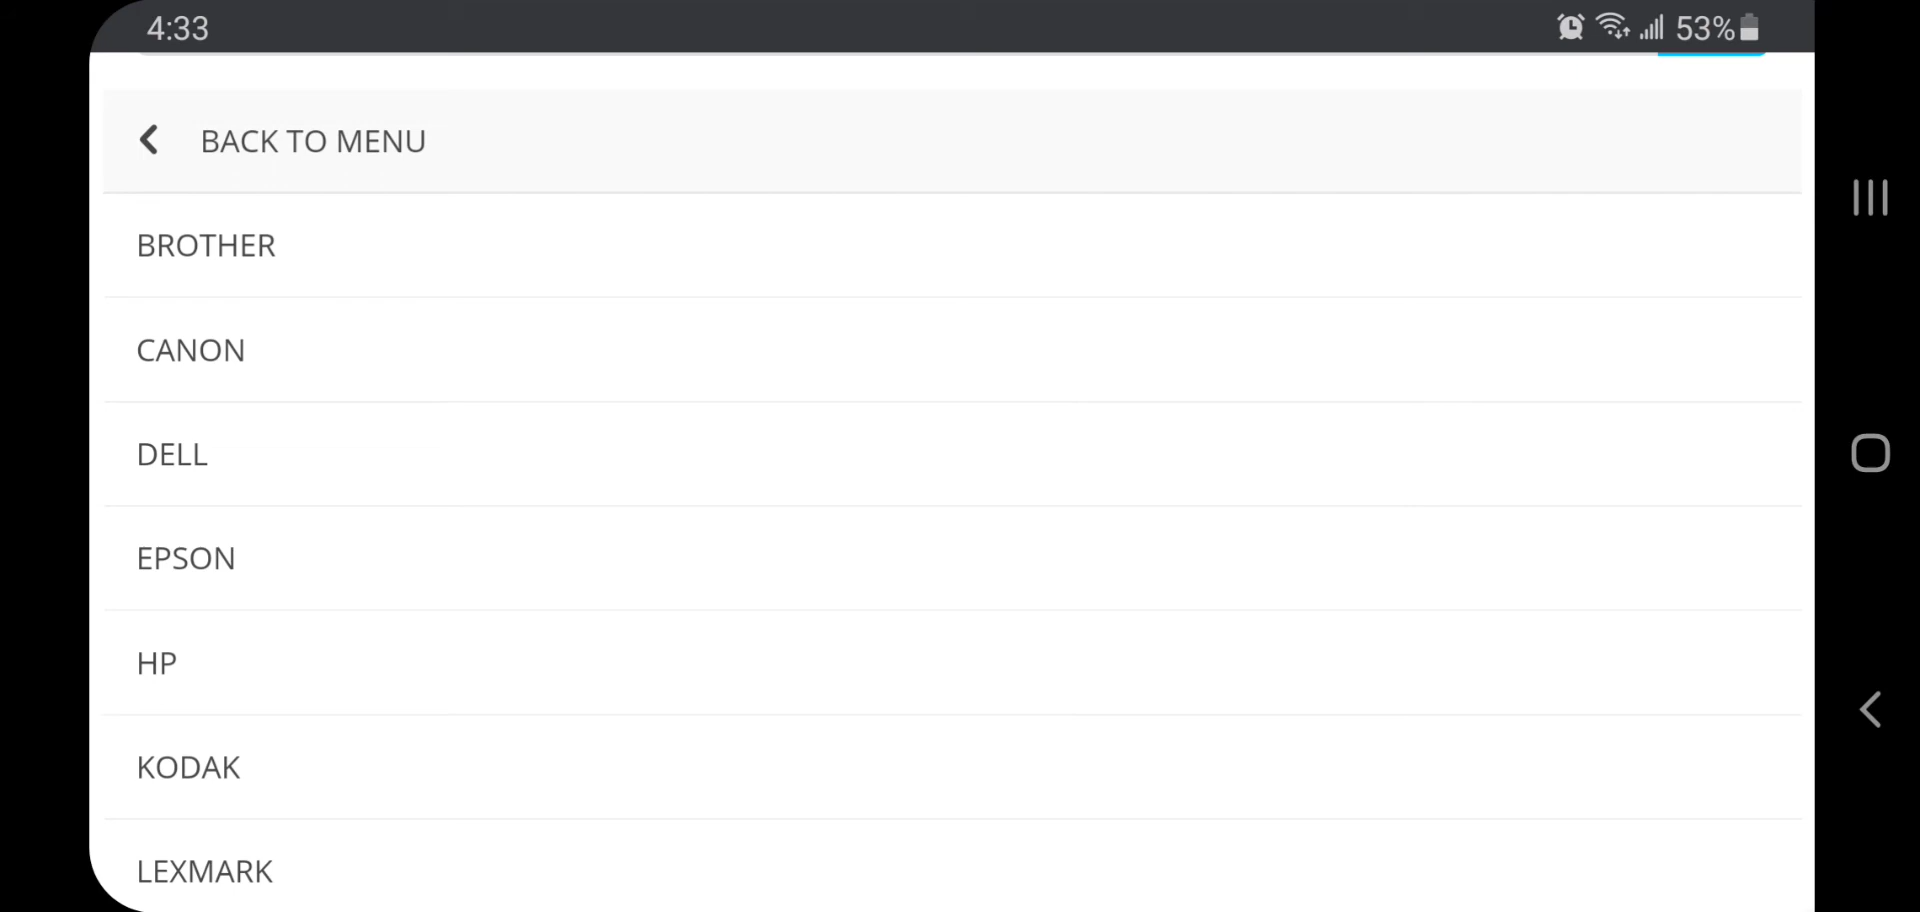 4:33
53%
BACK TO MENU
BROTHER
CANON
DELL
EPSON
HP
KODAK
LEXMARK